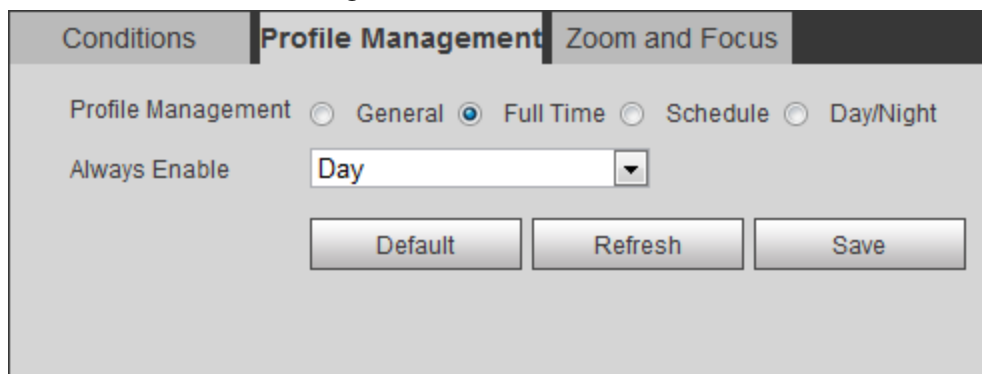 Conditions Profile Management Zoom and Focus
Profile Management General Full Time Schedule Day/Night
Always Enable Day
Default Refresh Save